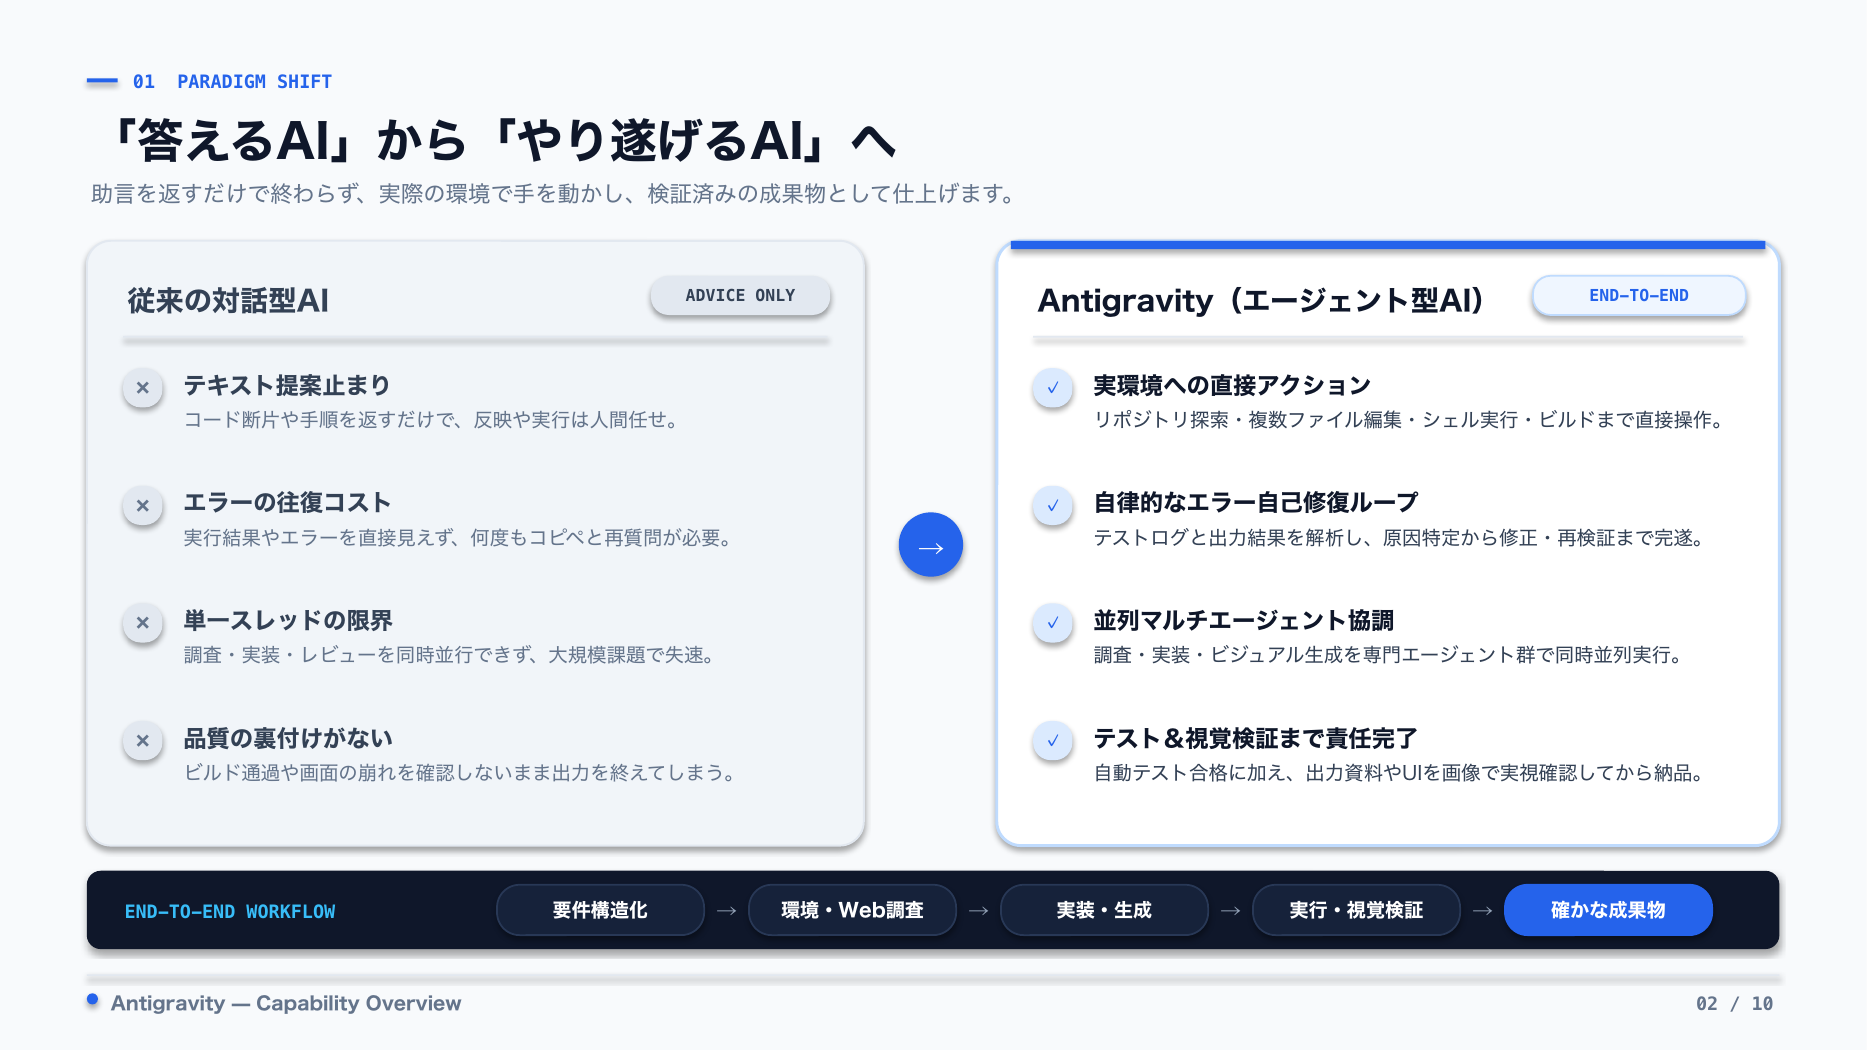 01 PARADIGM SHIFT
「答えるAI」から「やり遂げるAI」へ
助言を返すだけで終わらず、実際の環境で手を動かし、検証済みの成果物として仕上げます。
従来の対話型AI
ADVICE ONLY
× テキスト提案止まり
コード断片や手順を返すだけで、反映や実行は人間任せ。
× エラーの往復コスト
実行結果やエラーを直接見えず、何度もコピペと再質問が必要。
× 単一スレッドの限界
調査・実装・レビューを同時並行できず、大規模課題で失速。
× 品質の裏付けがない
ビルド通過や画面の崩れを確認しないまま出力を終えてしまう。
→
Antigravity（エージェント型AI）
END-TO-END
✓ 実環境への直接アクション
リポジトリ探索・複数ファイル編集・シェル実行・ビルドまで直接操作。
✓ 自律的なエラー自己修復ループ
テストログと出力結果を解析し、原因特定から修正・再検証まで完遂。
✓ 並列マルチエージェント協調
調査・実装・ビジュアル生成を専門エージェント群で同時並列実行。
✓ テスト＆視覚検証まで責任完了
自動テスト合格に加え、出力資料やUIを画像で実視確認してから納品。
END-TO-END WORKFLOW
要件構造化 → 環境・Web調査 → 実装・生成 → 実行・視覚検証 → 確かな成果物
Antigravity — Capability Overview
02 / 10